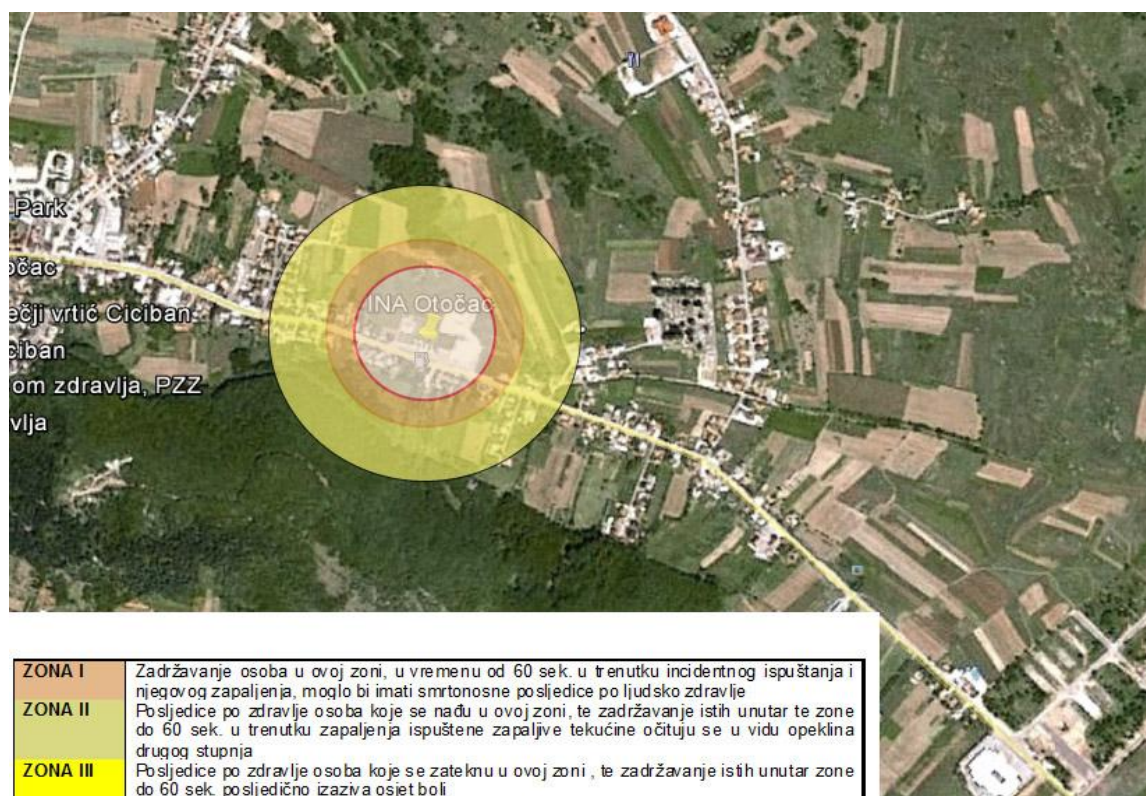 Park
očac
ečji vrtić Ciciban
INA Otočac
ciban
om zdravlja, PZZ
vlja
ZONA I
Zadržavanje osoba u ovoj zoni, u vremenu od 60 sek. u trenutku incidentnog ispuštanja i
njegovog zapaljenja, moglo bi imati smrtonosne posljedice po ljudsko zdravlje
ZONA II
Posljedice po zdravlje osoba koje se nađu u ovoj zoni, te zadržavanje istih unutar te zone
do 60 sek. u trenutku zapaljenja ispuštene zapaljive tekućine očituju se u vidu opeklina
drugog stupnja
ZONA III
Posljedice po zdravlje osoba koje se zateknu u ovoj zoni , te zadržavanje istih unutar zone
do 60 sek. posljedično izaziva osjet boli